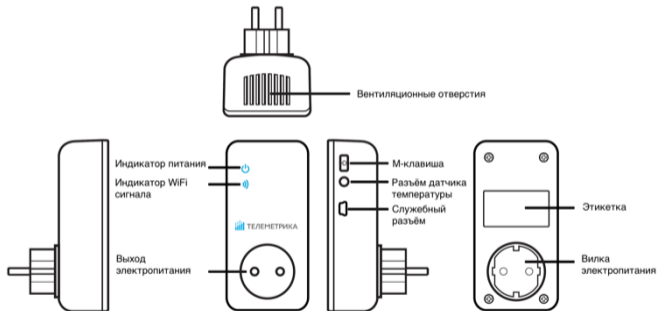 Вентиляционные отверстия
Индикатор питания
Индикатор WiFi
сигнала
ТЕЛЕМЕТРИКА
Выход
электропитания
М-клавиша
Разъём датчика
температуры
Служебный
разъём
Этикетка
Вилка
электропитания